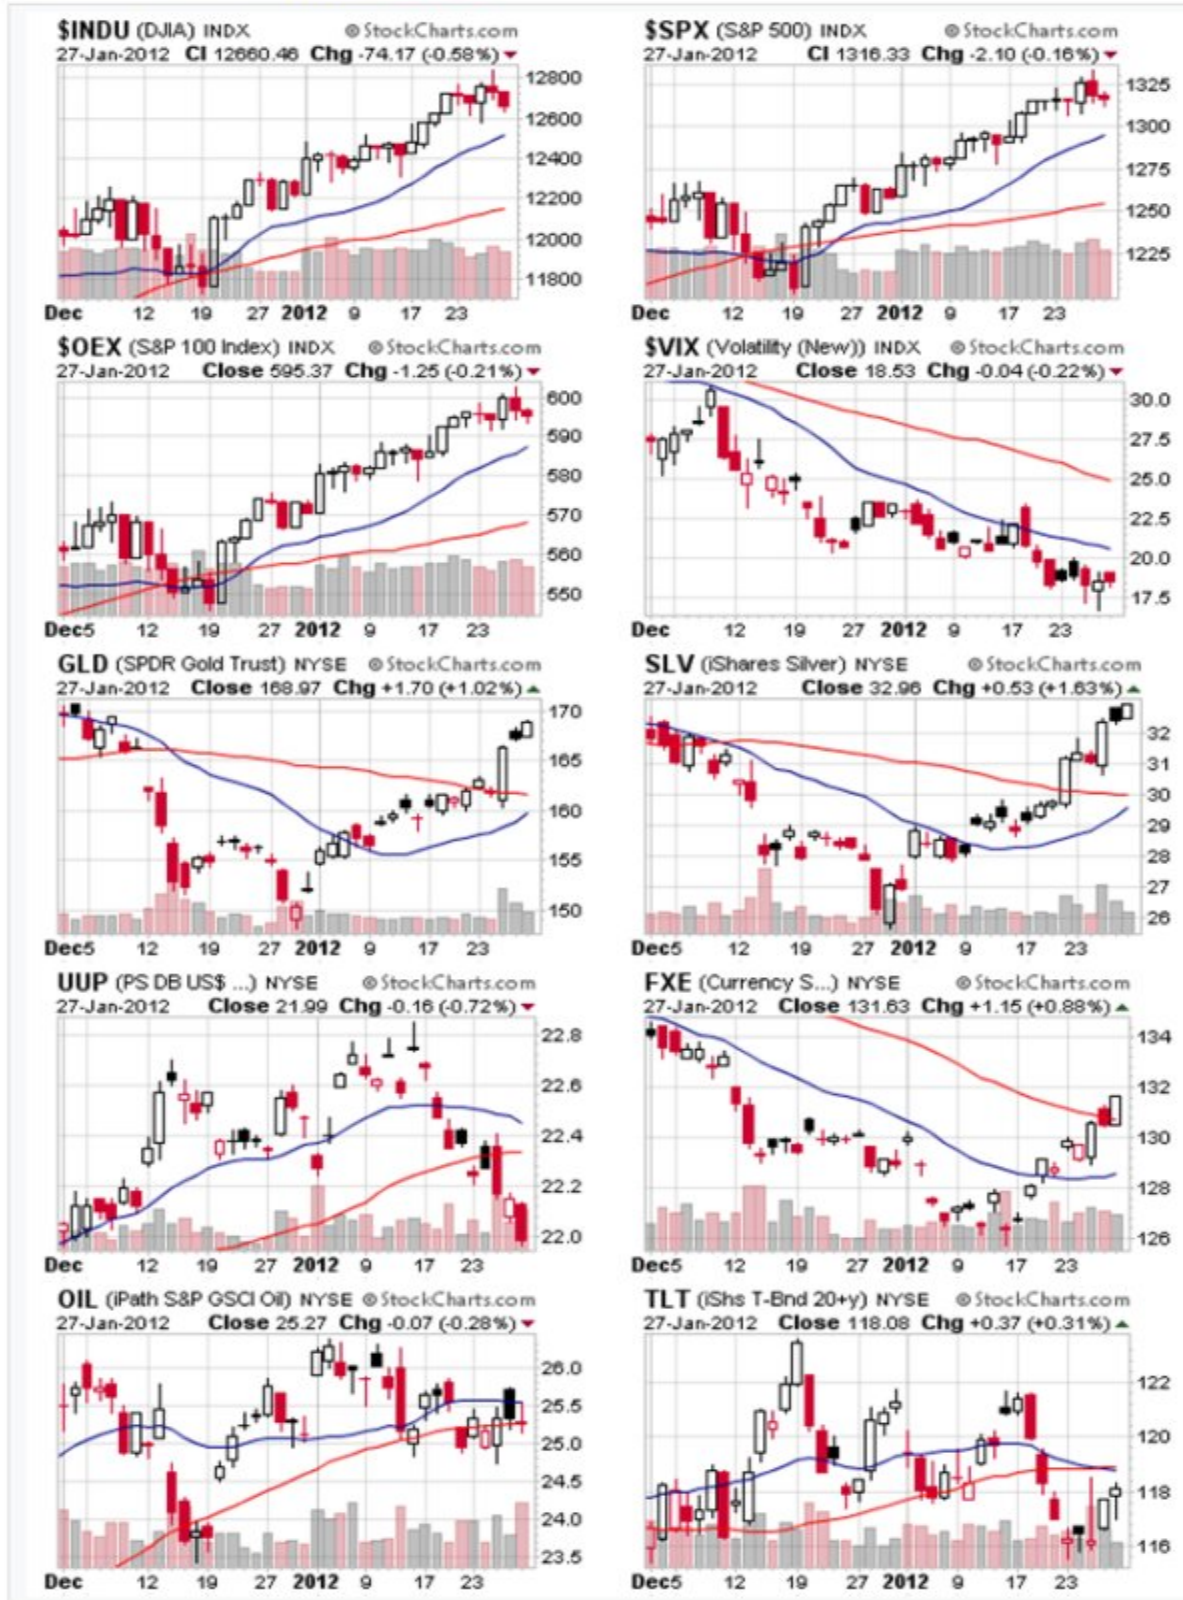 $INDU (DJIA) INDX © StockCharts.com
27-Jan-2012 Cl 12660.46 Chg -74.17 (-0.58%)
12800
12600
12400
12200
12000
11800
Dec 12 19 27 2012 9 17 23
$SPX (S&P 500) INDX © StockCharts.com
27-Jan-2012 Cl 1316.33 Chg -2.10 (-0.16%)
1325
1300
1275
1250
1225
Dec 12 19 27 2012 9 17 23
$OEX (S&P 100 Index) INDX © StockCharts.com
27-Jan-2012 Close 595.37 Chg -1.25 (-0.21%)
600
590
580
570
560
550
Dec5 12 19 27 2012 9 17 23
$VIX (Volatility (New)) INDX © StockCharts.com
27-Jan-2012 Close 18.53 Chg -0.04 (-0.22%)
30.0
27.5
25.0
22.5
20.0
17.5
Dec 12 19 27 2012 9 17 23
GLD (SPDR Gold Trust) NYSE © StockCharts.com
27-Jan-2012 Close 168.97 Chg +1.70 (+1.02%)
170
165
160
155
150
Dec5 12 19 27 2012 9 17 23
SLV (iShares Silver) NYSE © StockCharts.com
27-Jan-2012 Close 32.96 Chg +0.53 (+1.63%)
32
31
30
29
28
27
26
Dec5 12 19 27 2012 9 17 23
UUP (PS DB US$ ...) NYSE © StockCharts.com
27-Jan-2012 Close 21.99 Chg -0.16 (-0.72%)
22.8
22.6
22.4
22.2
22.0
Dec 12 19 27 2012 9 17 23
FXE (Currency S...) NYSE © StockCharts.com
27-Jan-2012 Close 131.63 Chg +1.15 (+0.88%)
134
132
130
128
126
Dec5 12 19 27 2012 9 17 23
OIL (iPath S&P GSCI Oil) NYSE © StockCharts.com
27-Jan-2012 Close 25.27 Chg -0.07 (-0.28%)
26.0
25.5
25.0
24.5
24.0
23.5
Dec 12 19 27 2012 9 17 23
TLT (iShs T-Bnd 20+y) NYSE © StockCharts.com
27-Jan-2012 Close 118.08 Chg +0.37 (+0.31%)
122
120
118
116
Dec5 12 19 27 2012 9 17 23